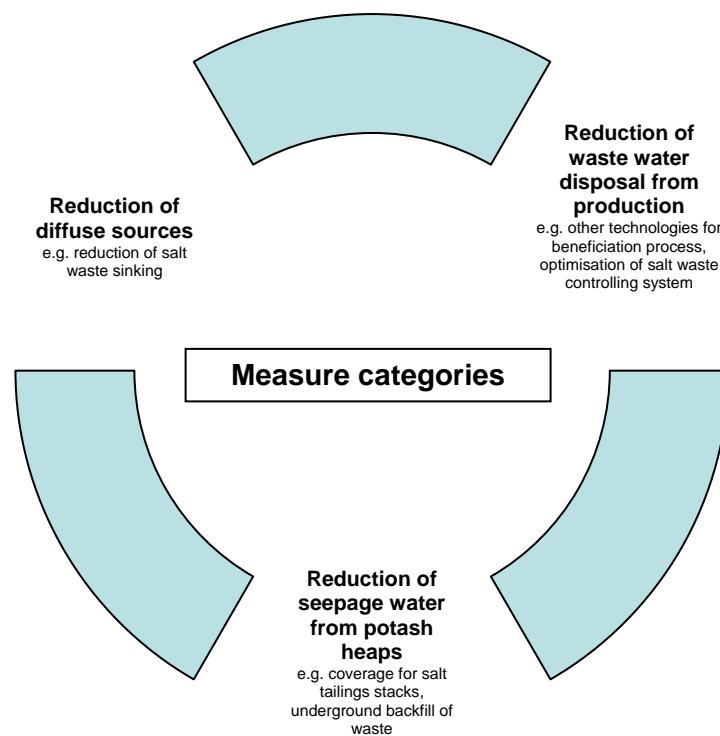 Reduction of
waste water
disposal from
production
e.g. other technologies for
beneficiation process,
optimisation of salt waste
controlling system
Reduction of
diffuse sources
e.g. reduction of salt
waste sinking
Measure categories
Reduction of
seepage water
from potash
heaps
e.g. coverage for salt
tailings stacks,
underground backfill of
waste